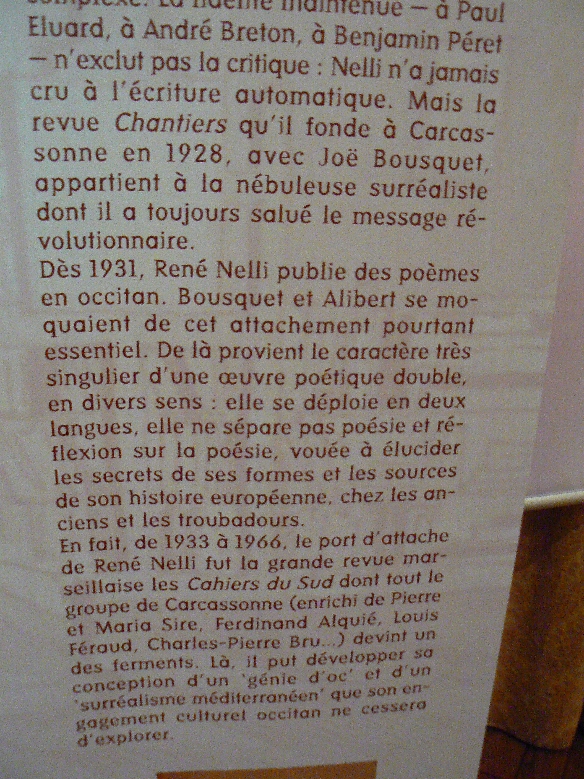 complexe. La fidélité maintenue – à Paul
Eluard, à André Breton, à Benjamin Péret
– n'exclut pas la critique : Nelli n'a jamais
cru à l'écriture automatique. Mais la
revue Chantiers qu'il fonde à Carcas-
sonne en 1928, avec Joë Bousquet,
appartient à la nébuleuse surréaliste
dont il a toujours salué le message ré-
volutionnaire.
Dès 1931, René Nelli publie des poèmes
en occitan. Bousquet et Alibert se mo-
quaient de cet attachement pourtant
essentiel. De là provient le caractère très
singulier d'une œuvre poétique double,
en divers sens : elle se déploie en deux
langues, elle ne sépare pas poésie et ré-
flexion sur la poésie, vouée à élucider
les secrets de ses formes et les sources
de son histoire européenne, chez les an-
ciens et les troubadours.
En fait, de 1933 à 1966, le port d'attache
de René Nelli fut la grande revue mar-
seillaise les Cahiers du Sud dont tout le
groupe de Carcassonne (enrichi de Pierre
et Maria Sire, Ferdinand Alquié, Louis
Féraud, Charles-Pierre Bru...) devint un
des ferments. Là, il put développer sa
conception d'un 'génie d'oc' et d'un
'surréalisme méditerranéen' que son en-
gagement culturel occitan ne cessera
d'explorer.